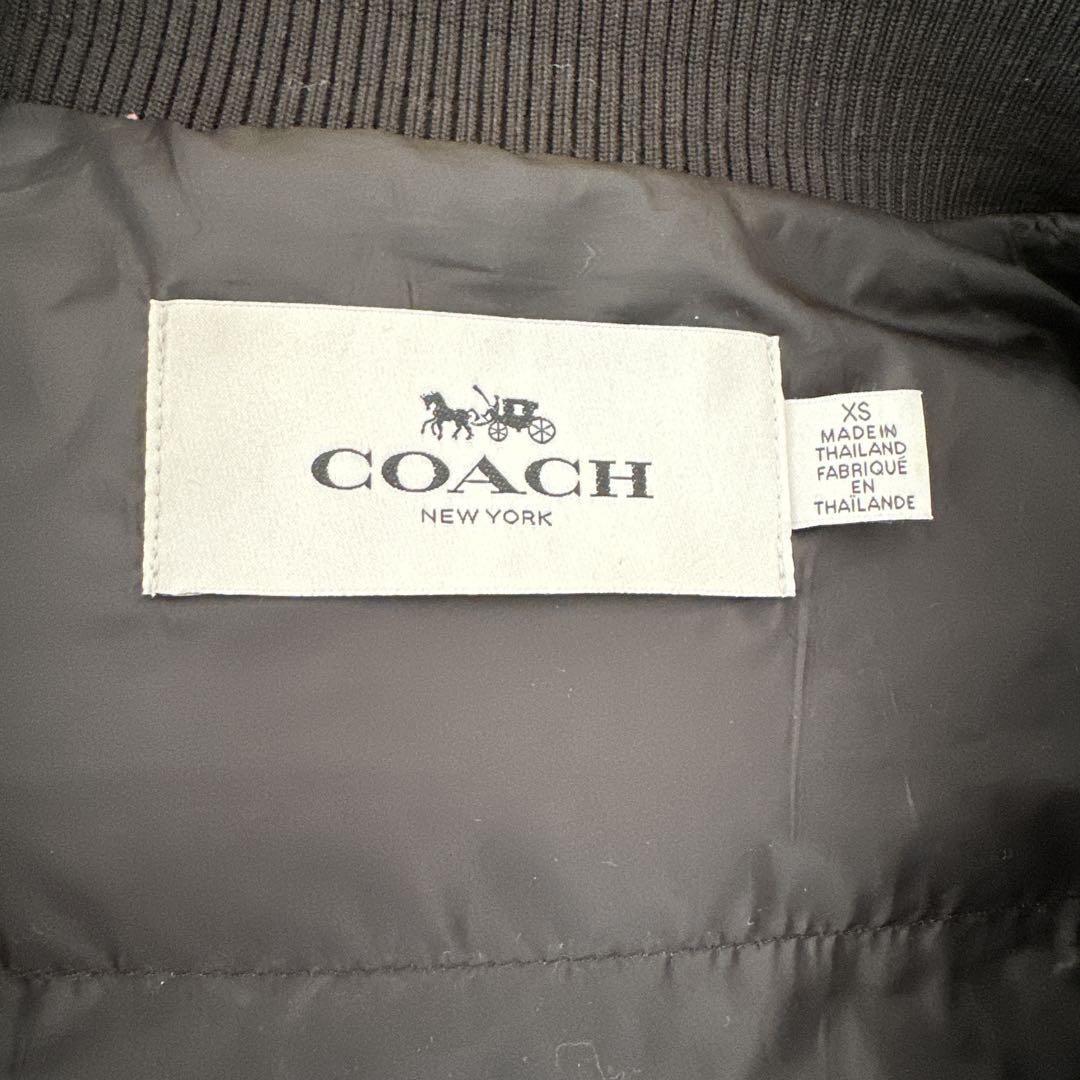 COACH
NEW YORK
XS
MADE IN
THAILAND
FABRIQUÉ
EN
THAÏLANDE